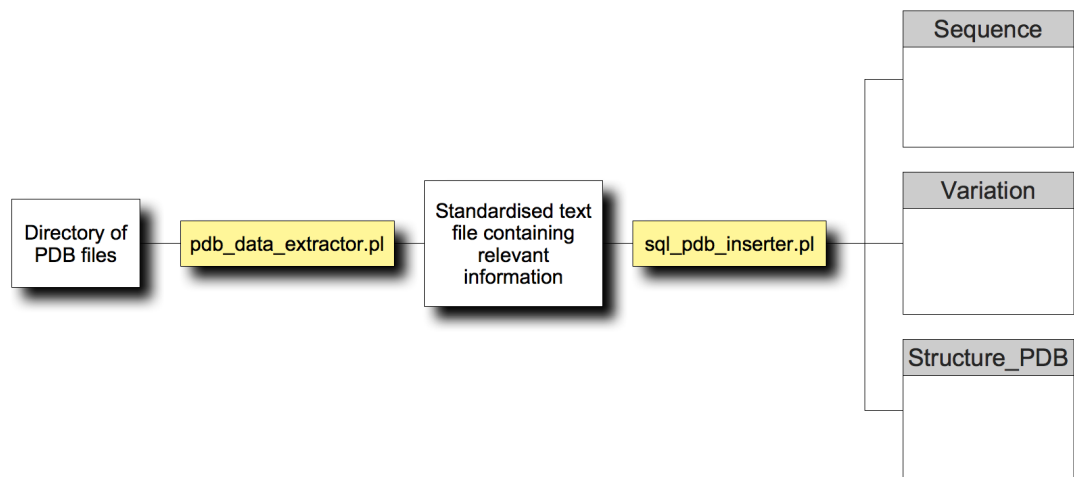 Directory of
PDB files
pdb_data_extractor.pl
Standardised text
file containing
relevant
information
sql_pdb_inserter.pl
Sequence
Variation
Structure_PDB